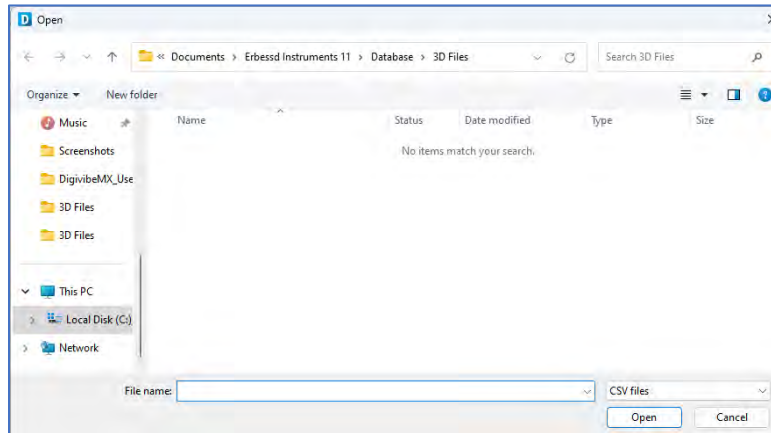 Open
« Documents › Erbessd Instruments 11 › Database › 3D Files
Search 3D Files
Organize
New folder
Name Status Date modified Type Size
No items match your search.
Music
Screenshots
DigivibeMX_Use
3D Files
3D Files
This PC
Local Disk (C:)
Network
File name:
CSV files
Open Cancel